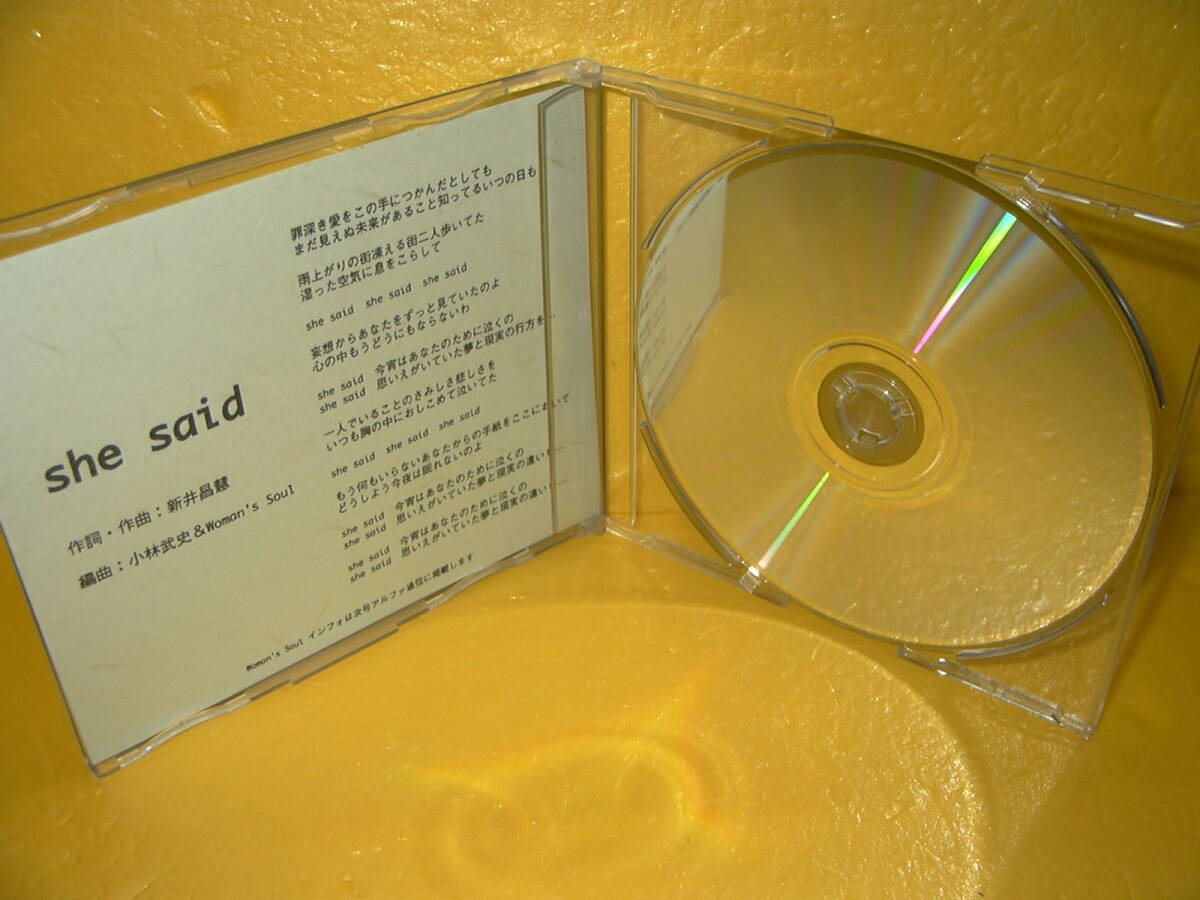 she said
作詞・作曲：新井昌慧
編曲：小林武史＆Woman's Soul
罪深き愛をこの手につかんだとしても
まだ見えぬ未来があること知ってるいつの日も
雨上がりの街凍える街二人歩いてた
湿った空気に息をこらして
she said she said she said
妄想からあなたをずっと見ていたのよ
心の中もうどうにもならないわ
she said 今宵はあなたのために泣くの
she said 思いえがいていた夢と現実の行方を…
一人でいることのさみしさ悲しさを
いつも胸の中におしこめて泣いてた
she said she said she said
もう何もいらないあなたからの手紙をここにおいて
どうしよう今夜は眠れないのよ
she said 今宵はあなたのために泣くの
she said 思いえがいていた夢と現実の違いを…
she said 今宵はあなたのために泣くの
she said 思いえがいていた夢と現実の違いを…
Woman's Soul インフォは次号アルファ通信に掲載します